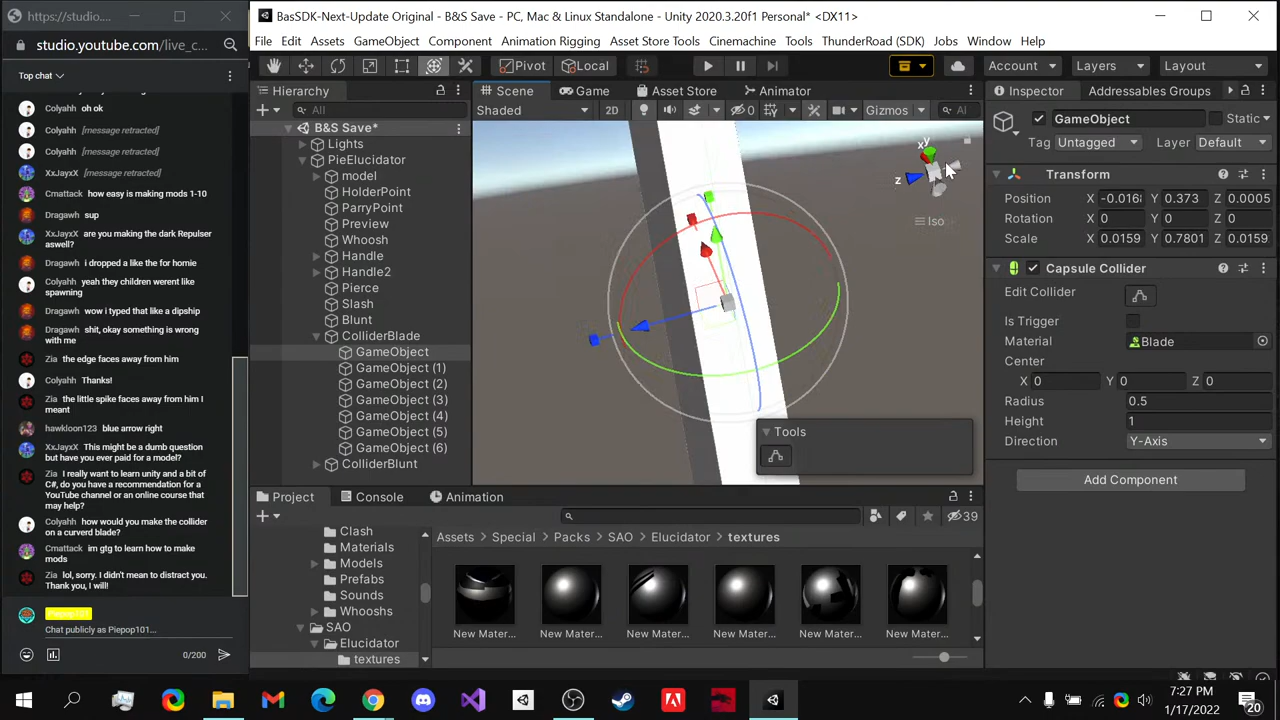 https://studio....
studio.youtube.com/live_c...
Top chat
Colyahh oh ok
Colyahh [message retracted]
Colyahh [message retracted]
XxJayxX [message retracted]
Cmattack how easy is making mods 1-10
Dragawh sup
XxJayxX are you making the dark Repulser
aswell?
Dragawh i dropped a like the for homie
Colyahh yeah they childeren werent like
spawning
Dragawh wow i typed that like a dipship
Dragawh shit, okay something is wrong
with me
Zia the edge faces away from him
Colyahh Thanks!
Zia the little spike faces away from him I
meant
hawkloon123 blue arrow right
XxJayxX This might be a dumb question
but have you ever paid for a model?
Zia I really want to learn unity and a bit of
C#, do you have a recommendation for a
YouTube channel or an online course that
may help?
Colyahh how would you make the collider
on a curverd blade?
Cmattack im gtg to learn how to make
mods
Zia lol, sorry. I didn't mean to distract you.
Thank you, I will!
Piepop101
Chat publicly as Piepop101...
0/200
BasSDK-Next-Update Original - B&S Save - PC, Mac & Linux Standalone - Unity 2020.3.20f1 Personal* <DX11>
File Edit Assets GameObject Component Animation Rigging Asset Store Tools Cinemachine Tools ThunderRoad (SDK) Jobs Window Help
Pivot Local Account Layers Layout
Hierarchy
All
B&S Save*
Lights
PieElucidator
model
HolderPoint
ParryPoint
Preview
Whoosh
Handle
Handle2
Pierce
Slash
Blunt
ColliderBlade
GameObject
GameObject (1)
GameObject (2)
GameObject (3)
GameObject (4)
GameObject (5)
GameObject (6)
ColliderBlunt
Scene Game Asset Store Animator
Shaded 2D 0 Gizmos Al
x y
z
Iso
Tools
Inspector Addressables Groups
GameObject Static
Tag Untagged Layer Default
Transform
Position X -0.016 Y 0.373 Z 0.0005
Rotation X 0 Y 0 Z 0
Scale X 0.0159 Y 0.7801 Z 0.0159
Capsule Collider
Edit Collider
Is Trigger
Material Blade
Center
X 0 Y 0 Z 0
Radius 0.5
Height 1
Direction Y-Axis
Add Component
Project Console Animation
39
Clash
Materials
Models
Prefabs
Sounds
Whooshs
SAO
Elucidator
textures
Assets Special Packs SAO Elucidator textures
New Mater... New Mater... New Mater... New Mater... New Mater... New Mater...
7:27 PM
1/17/2022
20